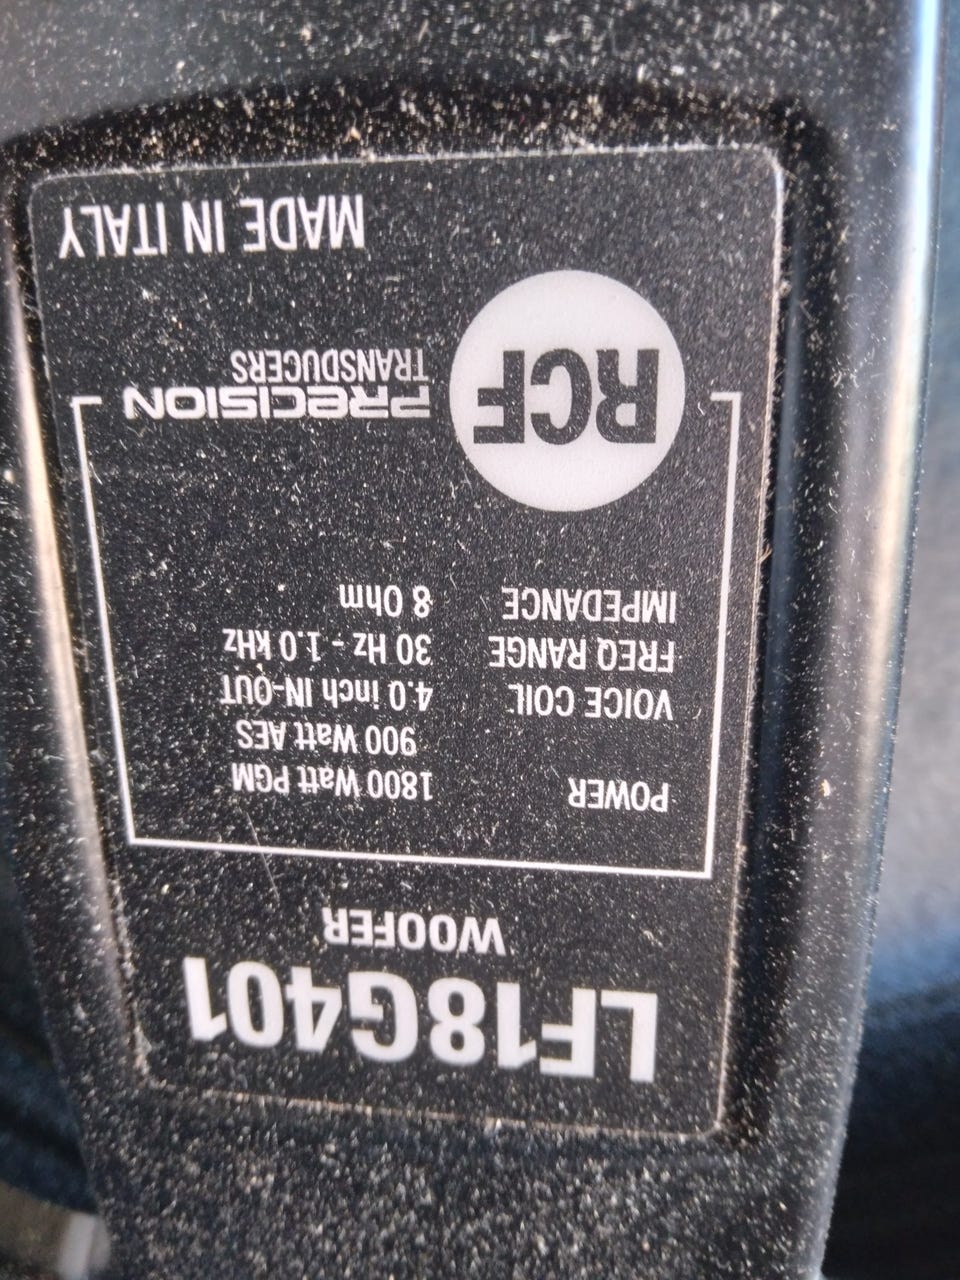 LF18G401
WOOFER
POWER 1800 Watt PGM
900 Watt AES
VOICE COIL 4.0 inch IN-OUT
FREQ RANGE 30 Hz - 1.0 kHz
IMPEDANCE 8 Ohm
RCF
PRECISION
TRANSDUCERS
MADE IN ITALY